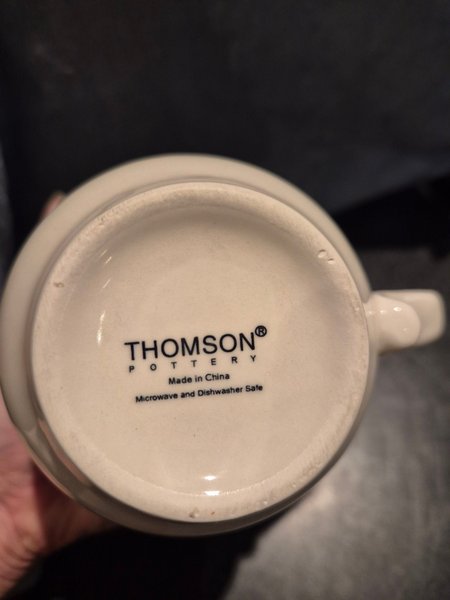 THOMSON®
POTTERY
Made in China
Microwave and Dishwasher Safe